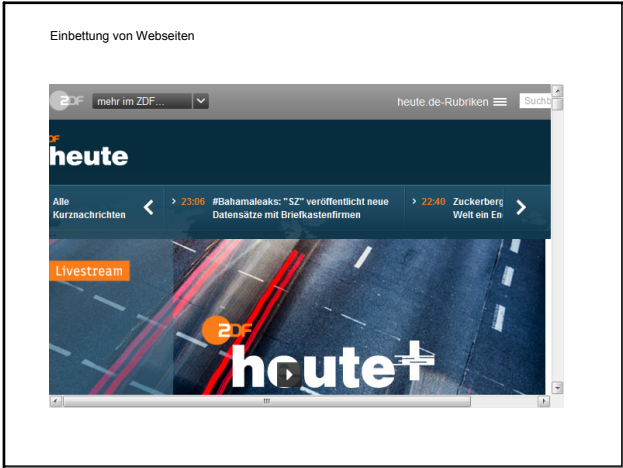 Einbettung von Webseiten
ZDF mehr im ZDF... heute.de-Rubriken Suchb
ZDF
heute
Alle
Kurznachrichten
23:06 #Bahamaleaks: "SZ" veröffentlicht neue
Datensätze mit Briefkastenfirmen
22:40 Zuckerberg
Welt ein En
Livestream
ZDF
heute+